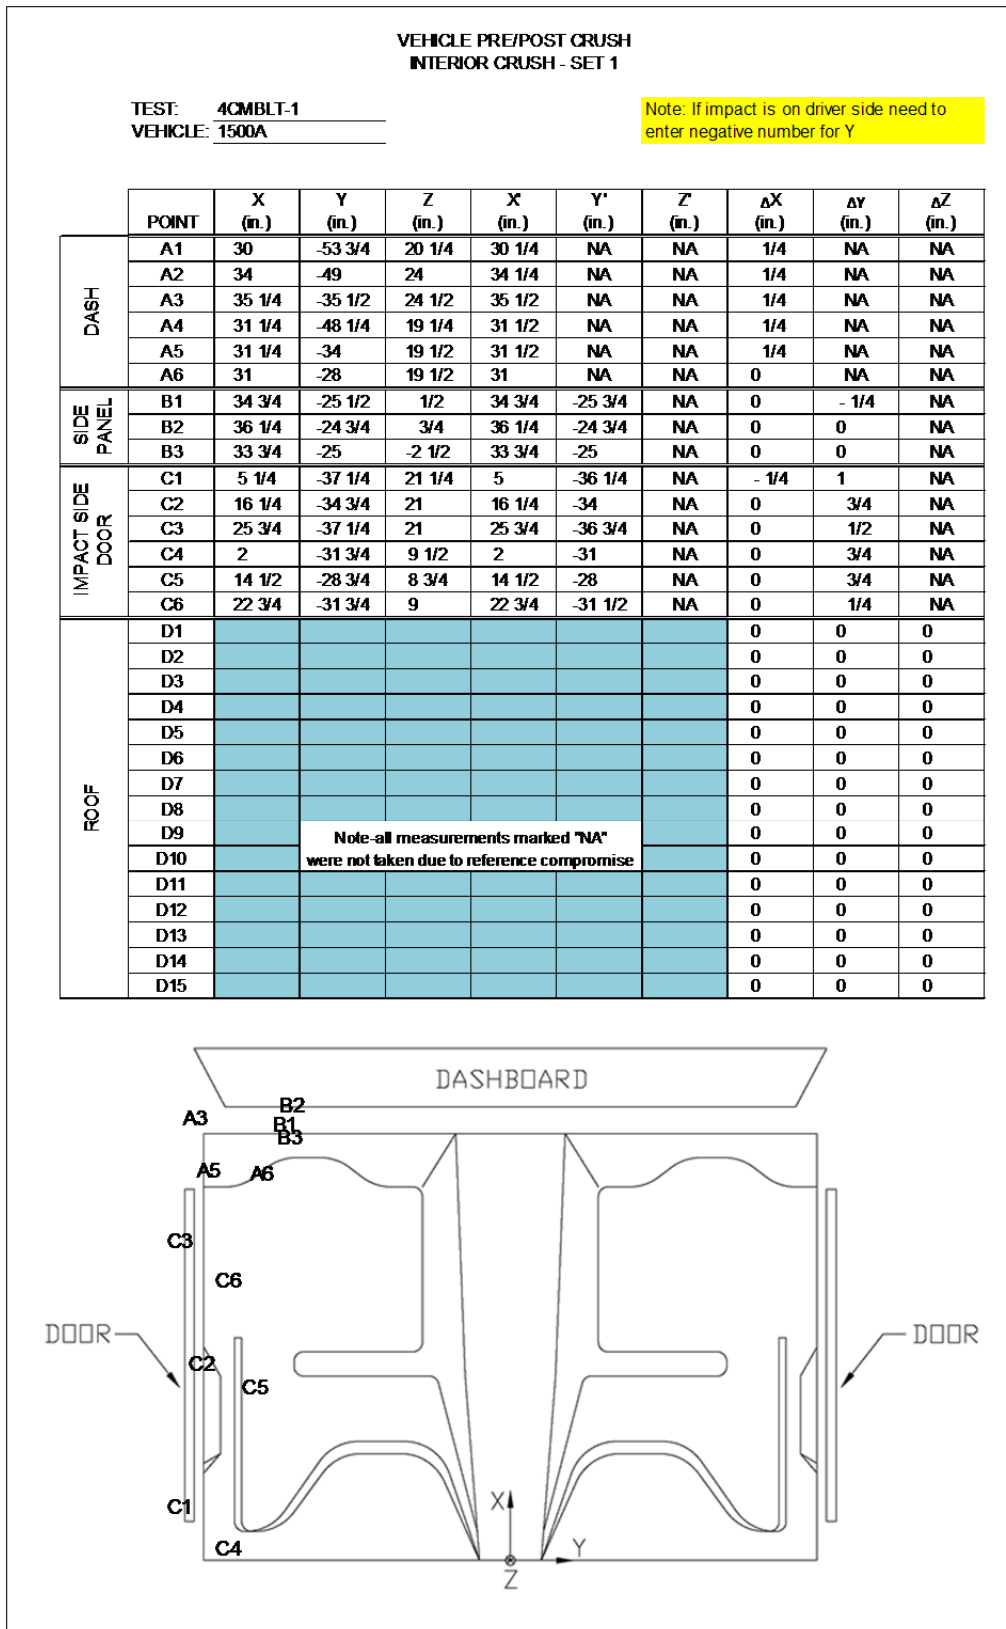 VEHICLE PRE/POST CRUSH
INTERIOR CRUSH - SET 1
TEST: 4CMBLT-1
VEHICLE: 1500A
Note: If impact is on driver side need to
enter negative number for Y
POINT X (in.) Y (in.) Z (in.) X' (in.) Y' (in.) Z' (in.) ΔX (in.) ΔY (in.) ΔZ (in.)
DASH
A1 30 -53 3/4 20 1/4 30 1/4 NA NA 1/4 NA NA
A2 34 -49 24 34 1/4 NA NA 1/4 NA NA
A3 35 1/4 -35 1/2 24 1/2 35 1/2 NA NA 1/4 NA NA
A4 31 1/4 -48 1/4 19 1/4 31 1/2 NA NA 1/4 NA NA
A5 31 1/4 -34 19 1/2 31 1/2 NA NA 1/4 NA NA
A6 31 -28 19 1/2 31 NA NA 0 NA NA
SIDE PANEL
B1 34 3/4 -25 1/2 1/2 34 3/4 -25 3/4 NA 0 - 1/4 NA
B2 36 1/4 -24 3/4 3/4 36 1/4 -24 3/4 NA 0 0 NA
B3 33 3/4 -25 -2 1/2 33 3/4 -25 NA 0 0 NA
IMPACT SIDE DOOR
C1 5 1/4 -37 1/4 21 1/4 5 -36 1/4 NA - 1/4 1 NA
C2 16 1/4 -34 3/4 21 16 1/4 -34 NA 0 3/4 NA
C3 25 3/4 -37 1/4 21 25 3/4 -36 3/4 NA 0 1/2 NA
C4 2 -31 3/4 9 1/2 2 -31 NA 0 3/4 NA
C5 14 1/2 -28 3/4 8 3/4 14 1/2 -28 NA 0 3/4 NA
C6 22 3/4 -31 3/4 9 22 3/4 -31 1/2 NA 0 1/4 NA
ROOF
D1 0 0 0
D2 0 0 0
D3 0 0 0
D4 0 0 0
D5 0 0 0
D6 0 0 0
D7 0 0 0
D8 0 0 0
D9 0 0 0
D10 0 0 0
D11 0 0 0
D12 0 0 0
D13 0 0 0
D14 0 0 0
D15 0 0 0
Note-all measurements marked "NA"
were not taken due to reference compromise
DASHBOARD
B2
A3
B1
B3
A5 A6
C3
C6
DOOR
DOOR
C2
C5
C1
X
C4
Y
Z